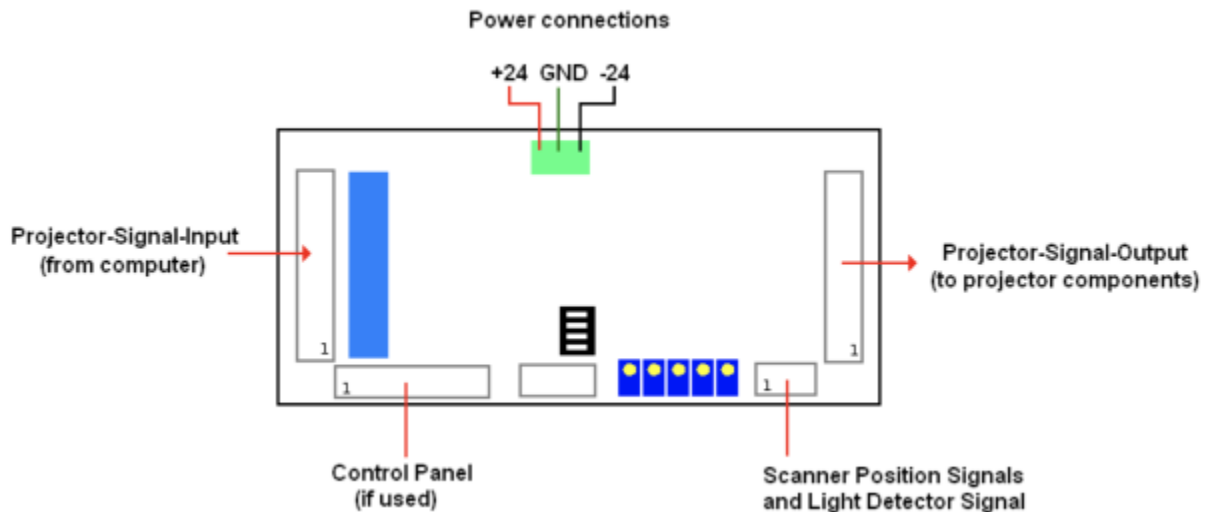 Power connections
+24 GND -24
Projector-Signal-Input
(from computer)
Projector-Signal-Output
(to projector components)
1
1
1
1
Control Panel
(if used)
Scanner Position Signals
and Light Detector Signal